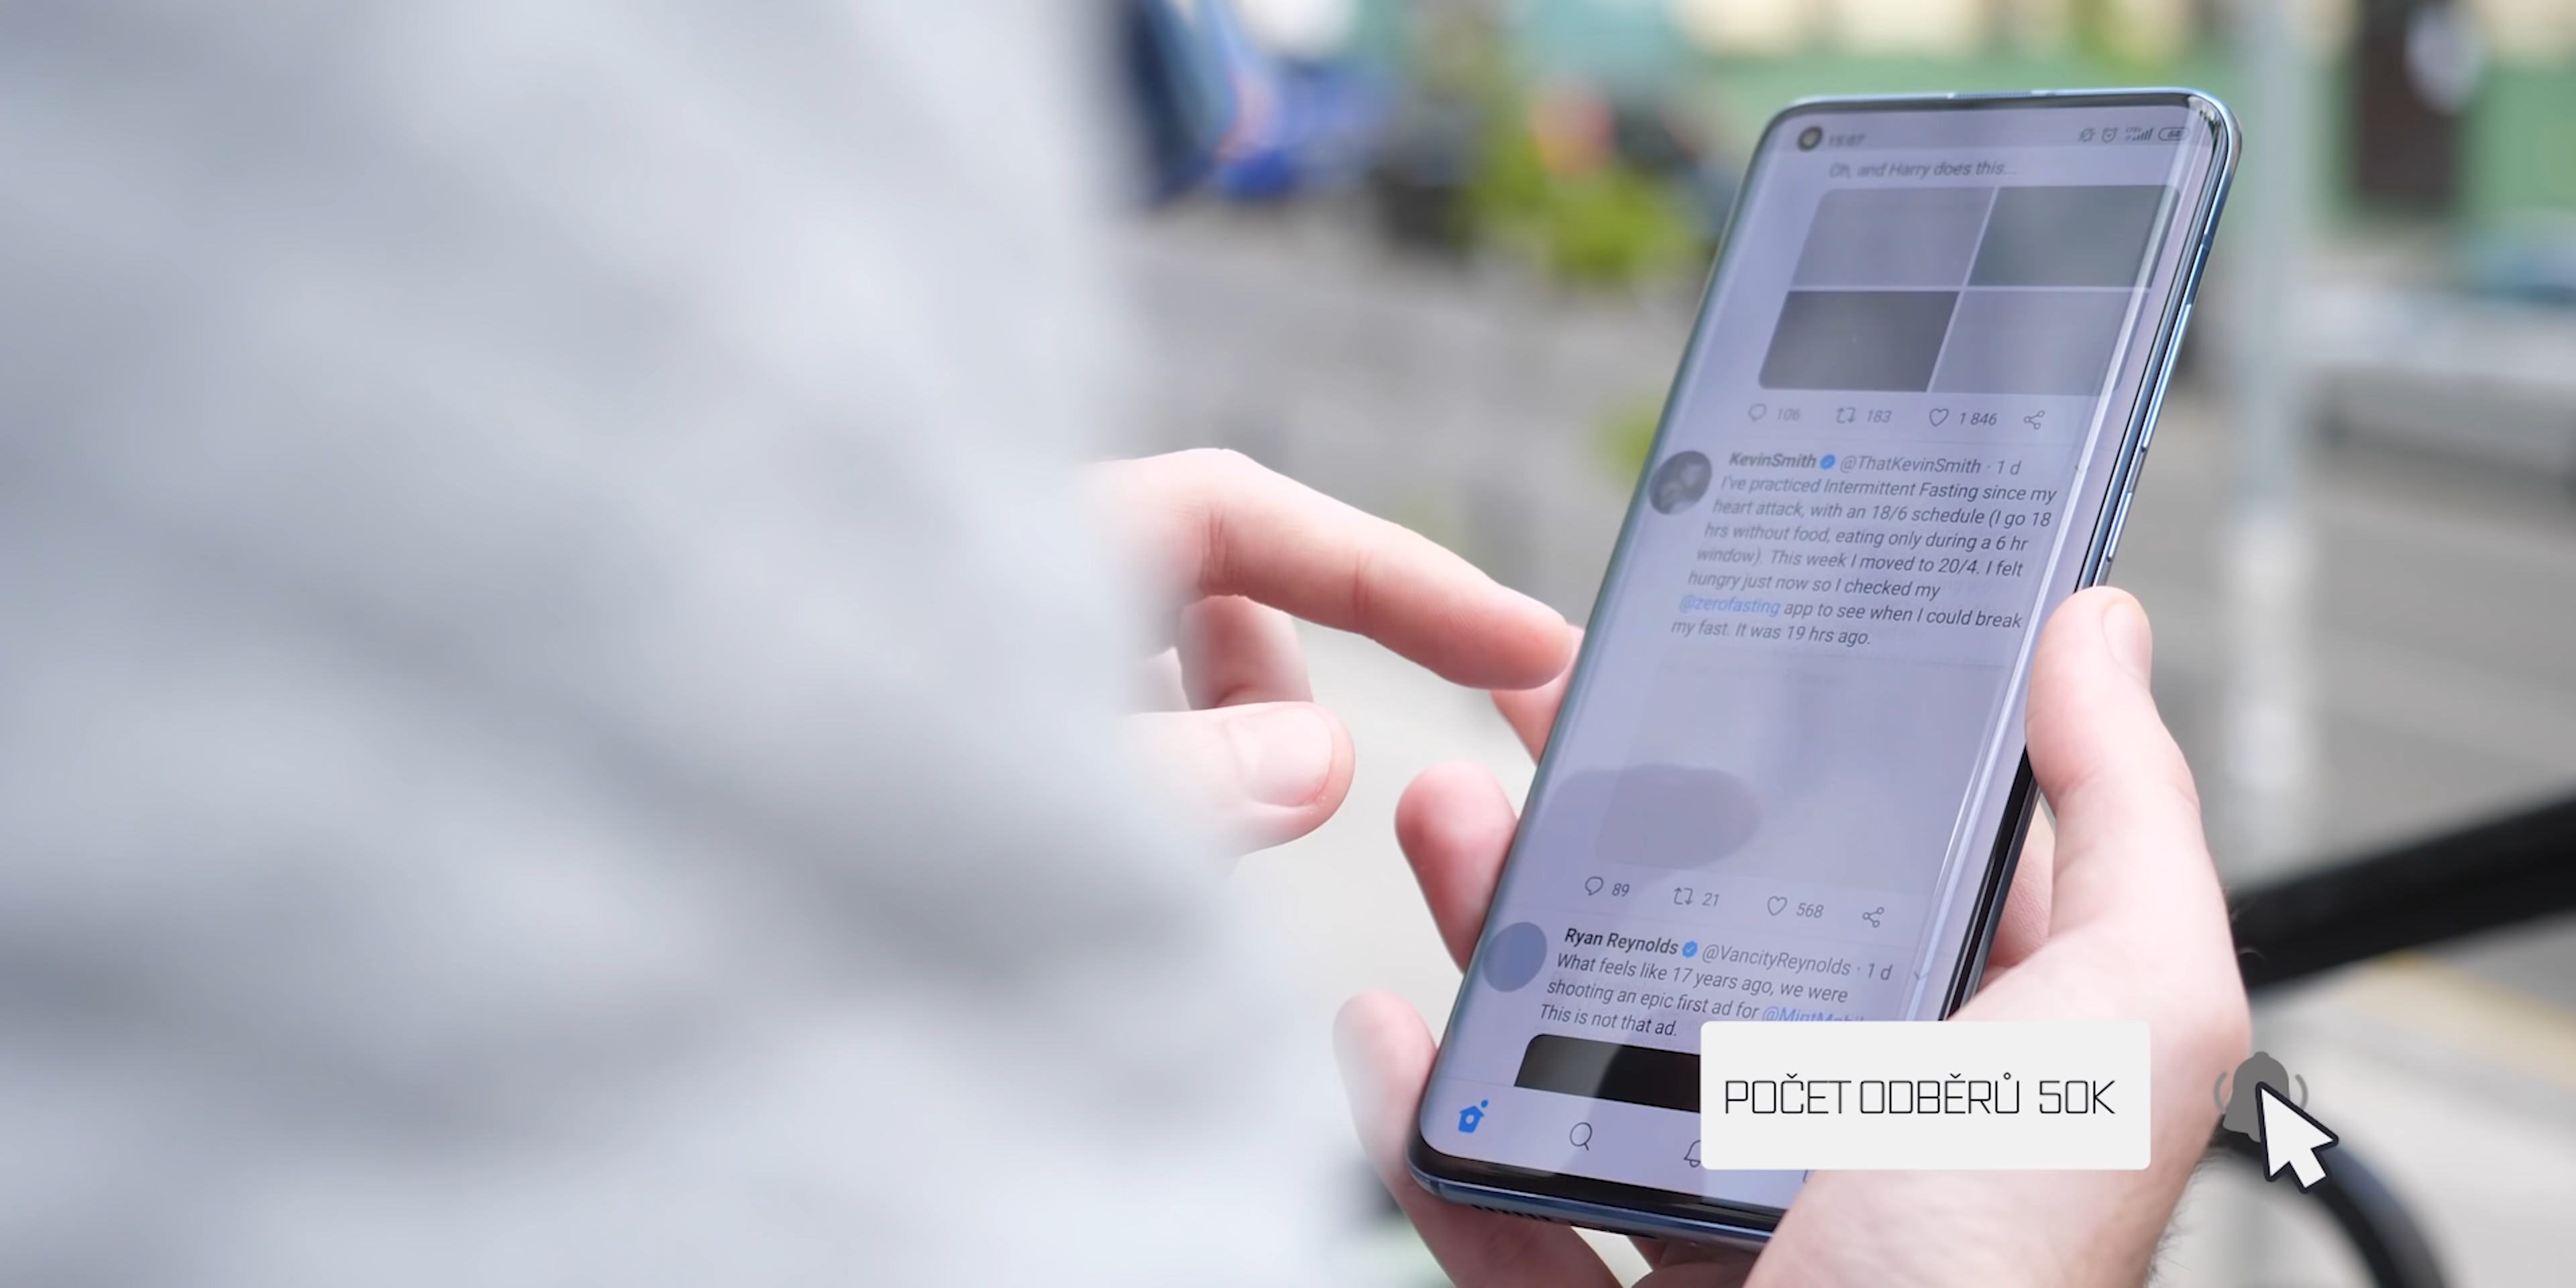 Oh, and Harry does this...
106 183 1 846
KevinSmith @ThatKevinSmith · 1 d
I've practiced Intermittent Fasting since my
heart attack, with an 18/6 schedule (I go 18
hrs without food, eating only during a 6 hr
window). This week I moved to 20/4. I felt
hungry just now so I checked my
@zerofasting app to see when I could break
my fast. It was 19 hrs ago.
89 21 568
Ryan Reynolds @VancityReynolds · 1 d
What feels like 17 years ago, we were
shooting an epic first ad for
This is not that ad.
POČET ODBĚRŮ 50K